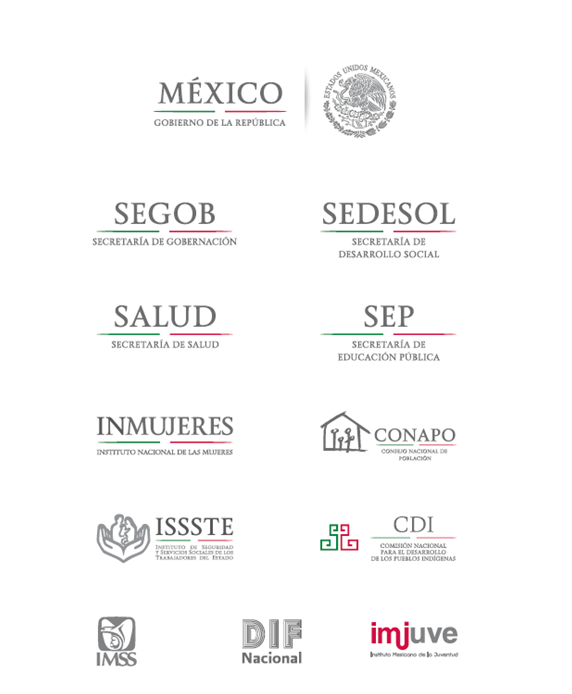 MÉXICO
GOBIERNO DE LA REPÚBLICA
ESTADOS UNIDOS MEXICANOS
SEGOB
SECRETARÍA DE GOBERNACIÓN
SEDESOL
SECRETARÍA DE
DESARROLLO SOCIAL
SALUD
SECRETARÍA DE SALUD
SEP
SECRETARÍA DE
EDUCACIÓN PÚBLICA
INMUJERES
INSTITUTO NACIONAL DE LAS MUJERES
CONAPO
CONSEJO NACIONAL DE
POBLACIÓN
ISSSTE
INSTITUTO DE SEGURIDAD
Y SERVICIOS SOCIALES DE LOS
TRABAJADORES DEL ESTADO
CDI
COMISIÓN NACIONAL
PARA EL DESARROLLO
DE LOS PUEBLOS INDÍGENAS
IMSS
DIF
Nacional
imjuve
Instituto Mexicano de la Juventud